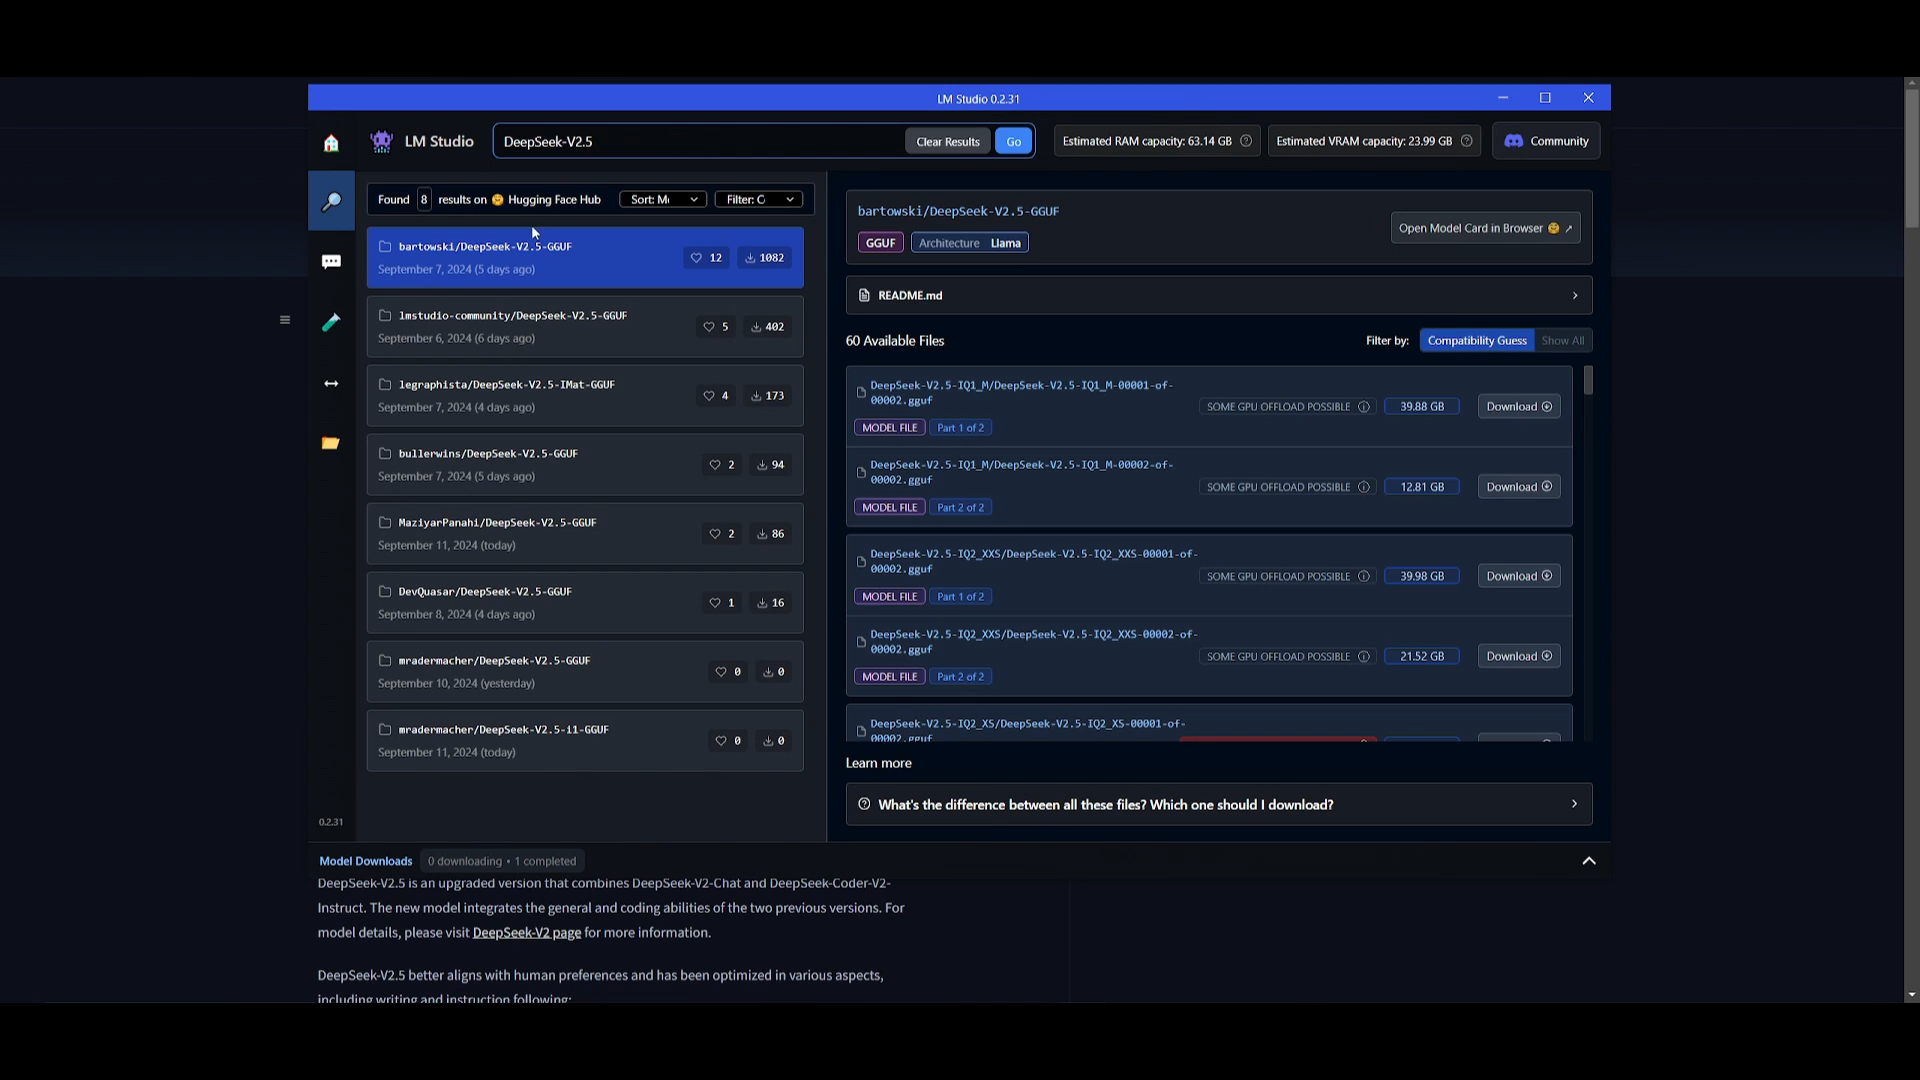 LM Studio 0.2.31
LM Studio
DeepSeek-V2.5
Clear Results
Go
Estimated RAM capacity: 63.14 GB
Estimated VRAM capacity: 23.99 GB
Community
Found 8 results on Hugging Face Hub
Sort: M
Filter: C
bartowski/DeepSeek-V2.5-GGUF
September 7, 2024 (5 days ago)
12
1082
lmstudio-community/DeepSeek-V2.5-GGUF
September 6, 2024 (6 days ago)
5
402
legraphista/DeepSeek-V2.5-IMat-GGUF
September 7, 2024 (4 days ago)
4
173
bullerwins/DeepSeek-V2.5-GGUF
September 7, 2024 (5 days ago)
2
94
MaziyarPanahi/DeepSeek-V2.5-GGUF
September 11, 2024 (today)
2
86
DevQuasar/DeepSeek-V2.5-GGUF
September 8, 2024 (4 days ago)
1
16
mradermacher/DeepSeek-V2.5-GGUF
September 10, 2024 (yesterday)
0
0
mradermacher/DeepSeek-V2.5-i1-GGUF
September 11, 2024 (today)
0
0
0.2.31
bartowski/DeepSeek-V2.5-GGUF
GGUF
Architecture Llama
Open Model Card in Browser
README.md
60 Available Files
Filter by:
Compatibility Guess
Show All
DeepSeek-V2.5-IQ1_M/DeepSeek-V2.5-IQ1_M-00001-of-
00002.gguf
MODEL FILE
Part 1 of 2
SOME GPU OFFLOAD POSSIBLE
39.88 GB
Download
DeepSeek-V2.5-IQ1_M/DeepSeek-V2.5-IQ1_M-00002-of-
00002.gguf
MODEL FILE
Part 2 of 2
SOME GPU OFFLOAD POSSIBLE
12.81 GB
Download
DeepSeek-V2.5-IQ2_XXS/DeepSeek-V2.5-IQ2_XXS-00001-of-
00002.gguf
MODEL FILE
Part 1 of 2
SOME GPU OFFLOAD POSSIBLE
39.98 GB
Download
DeepSeek-V2.5-IQ2_XXS/DeepSeek-V2.5-IQ2_XXS-00002-of-
00002.gguf
MODEL FILE
Part 2 of 2
SOME GPU OFFLOAD POSSIBLE
21.52 GB
Download
DeepSeek-V2.5-IQ2_XS/DeepSeek-V2.5-IQ2_XS-00001-of-
00002.gguf
Learn more
What's the difference between all these files? Which one should I download?
Model Downloads
0 downloading • 1 completed
DeepSeek-V2.5 is an upgraded version that combines DeepSeek-V2-Chat and DeepSeek-Coder-V2-
Instruct. The new model integrates the general and coding abilities of the two previous versions. For
model details, please visit DeepSeek-V2 page for more information.
DeepSeek-V2.5 better aligns with human preferences and has been optimized in various aspects,
including writing and instruction following: